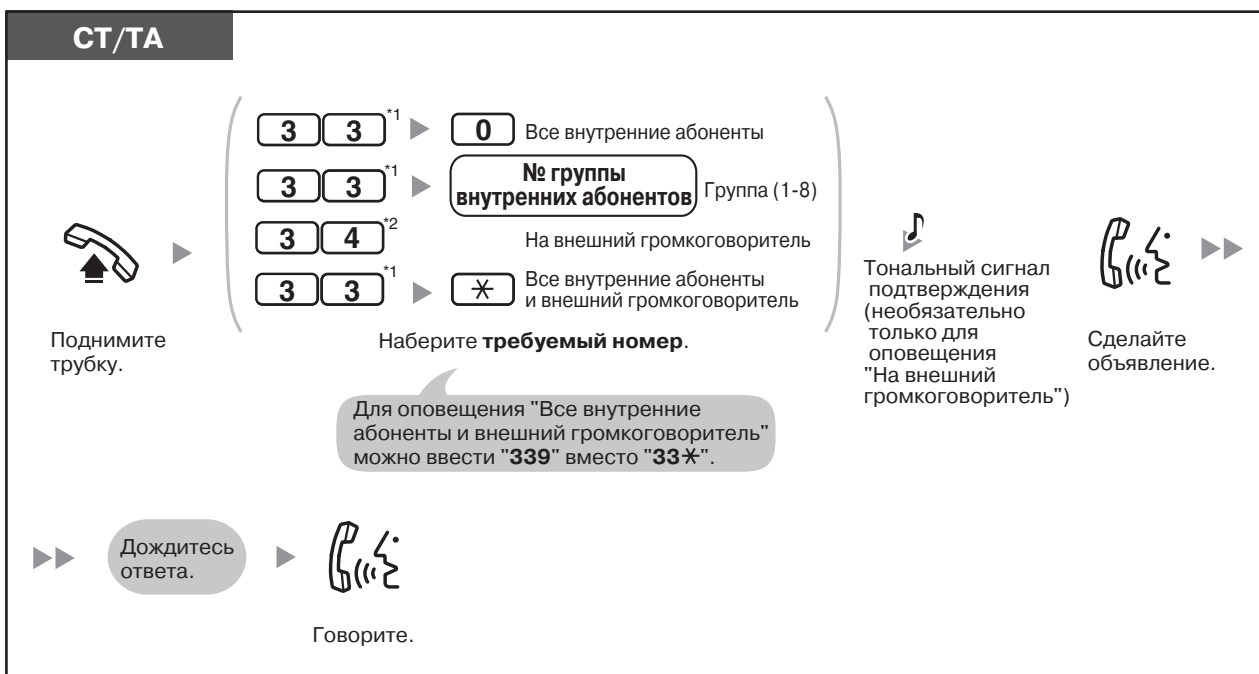 СТ/ТА
3 3 *1 0 Все внутренние абоненты
3 3 *1 № группы
внутренних абонентов Группа (1-8)
3 4 *2 На внешний громкоговоритель
3 3 *1 ✳ Все внутренние абоненты
и внешний громкоговоритель
Поднимите
трубку.
Наберите требуемый номер.
Для оповещения "Все внутренние
абоненты и внешний громкоговоритель"
можно ввести "339" вместо "33✳".
Тональный сигнал
подтверждения
(необязательно
только для
оповещения
"На внешний
громкоговоритель")
Сделайте
объявление.
Дождитесь
ответа.
Говорите.